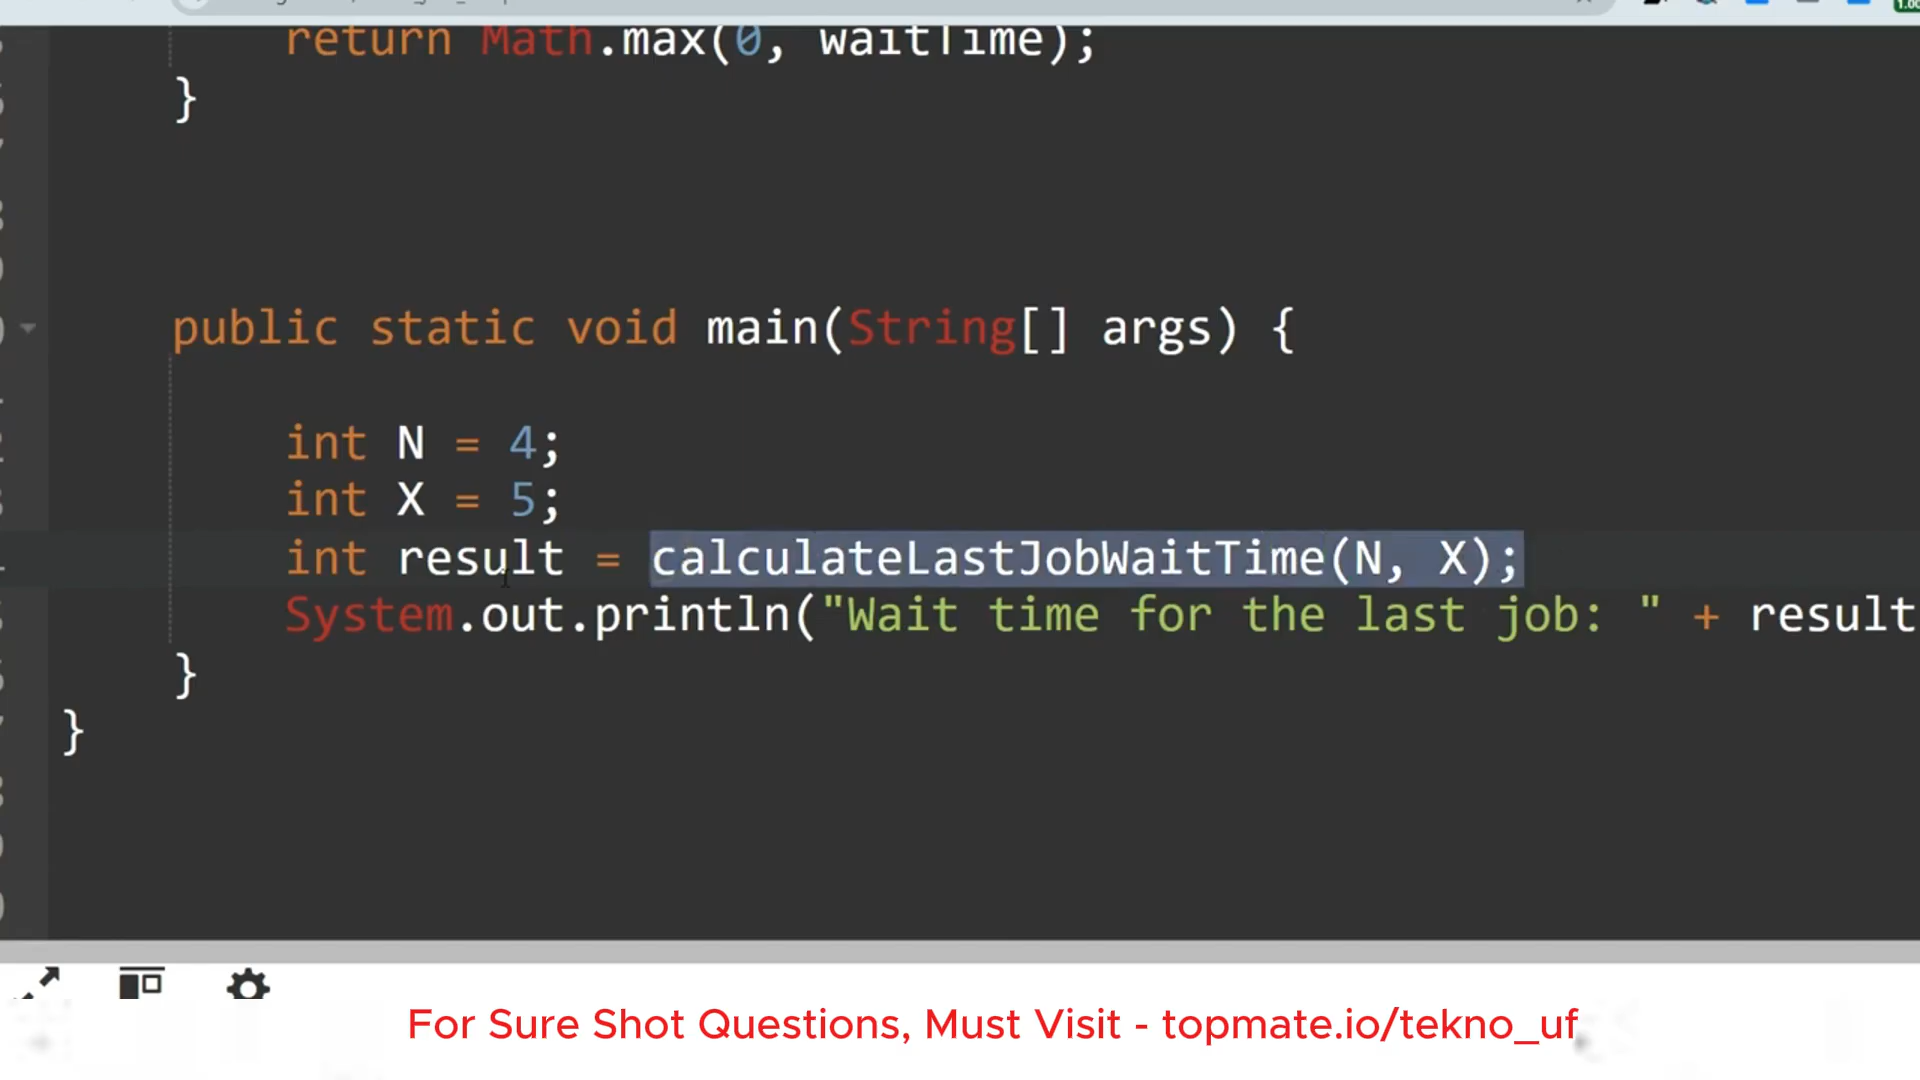 return Math.max(0, waitTime);
}
public static void main(String[] args) {
int N = 4;
int X = 5;
int result = calculateLastJobWaitTime(N, X);
System.out.println("Wait time for the last job: " + result
}
}
For Sure Shot Questions, Must Visit - topmate.io/tekno_uf